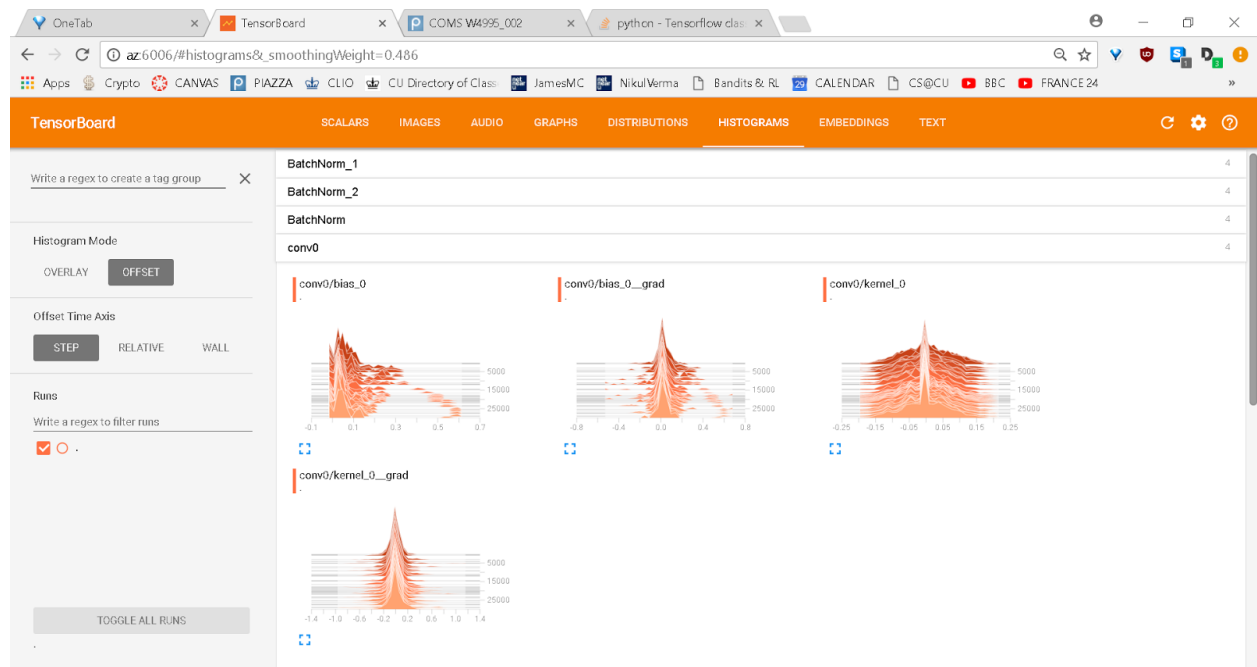 OneTab
TensorBoard
COMS W4995_002
python - Tensorflow clas
az:6006/#histograms&_smoothingWeight=0.486
Apps Crypto CANVAS PIAZZA CLIO CU Directory of Class JamesMC NikulVerma Bandits & RL CALENDAR CS@CU BBC FRANCE 24 »
TensorBoard SCALARS IMAGES AUDIO GRAPHS DISTRIBUTIONS HISTOGRAMS EMBEDDINGS TEXT
Write a regex to create a tag group
Histogram Mode
OVERLAY OFFSET
Offset Time Axis
STEP RELATIVE WALL
Runs
Write a regex to filter runs
.
TOGGLE ALL RUNS
.
BatchNorm_1 4
BatchNorm_2 4
BatchNorm 4
conv0 4
conv0/bias_0
.
5000
15000
25000
-0.1 0.1 0.3 0.5 0.7
conv0/bias_0__grad
.
5000
15000
25000
-0.8 -0.4 0.0 0.4 0.8
conv0/kernel_0
.
5000
15000
25000
-0.25 -0.15 -0.05 0.05 0.15 0.25
conv0/kernel_0__grad
.
5000
15000
25000
-1.4 -1.0 -0.6 -0.2 0.2 0.6 1.0 1.4